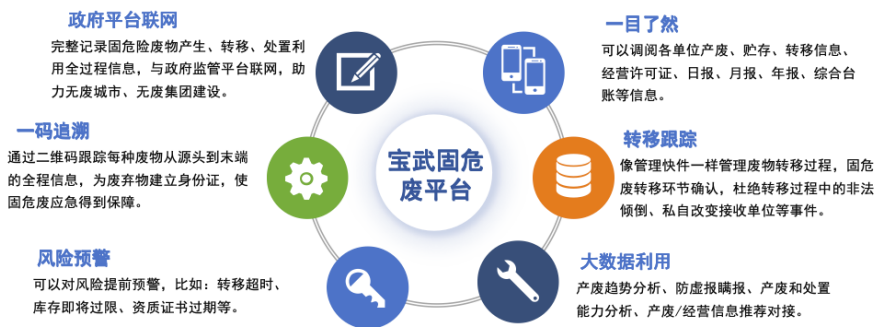 政府平台联网
完整记录固危险废物产生、转移、处置利
用全过程信息，与政府监管平台联网，助
力无废城市、无废集团建设。
一码追溯
通过二维码跟踪每种废物从源头到末端
的全程信息，为废弃物建立身份证，使
固危废应急得到保障。
风险预警
可以对风险提前预警，比如：转移超时、
库存即将过限、资质证书过期等。
宝武固危
废平台
一目了然
可以调阅各单位产废、贮存、转移信息、
经营许可证、日报、月报、年报、综合台
账等信息。
转移跟踪
像管理快件一样管理废物转移过程，固危
废转移环节确认，杜绝转移过程中的非法
倾倒、私自改变接收单位等事件。
大数据利用
产废趋势分析、防虚报瞒报、产废和处置
能力分析、产废/经营信息推荐对接。